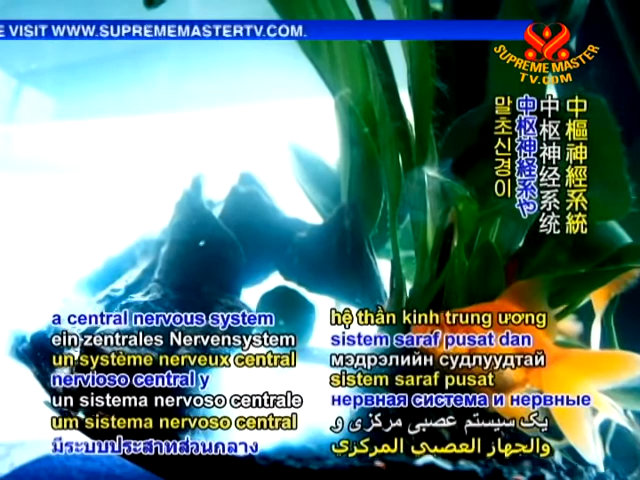 E VISIT WWW.SUPREMEMASTERTV.COM.
SUPREME MASTER
TV.COM
中樞神經系統
中枢神经系统
中枢神経系や
말초신경이
a central nervous system
ein zentrales Nervensystem
un système nerveux central
nervioso central y
un sistema nervoso centrale
um sistema nervoso central
มีระบบประสาทส่วนกลาง
hệ thần kinh trung ương
sistem saraf pusat dan
мэдрэлийн судлуудтай
sistem saraf pusat
нервная система и нервные
یک سیستم عصبی مرکزی و
والجهاز العصبي المركزي